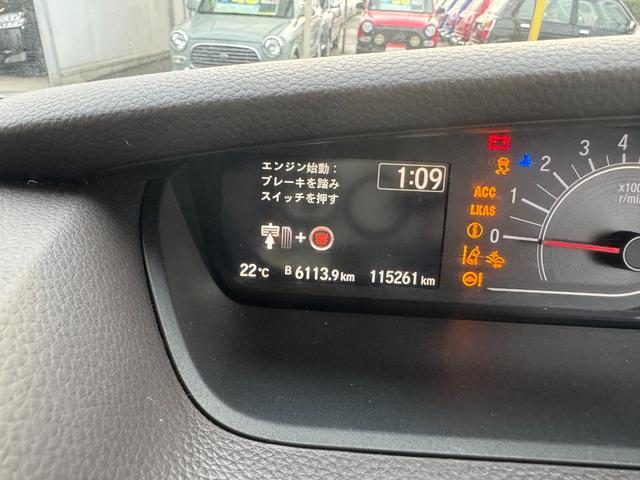 エンジン始動：
ブレーキを踏み
スイッチを押す
1:09
+
22℃
B 6113.9km
115261 km
ACC
LKAS
0
1
2
3
4
x100
r/mi